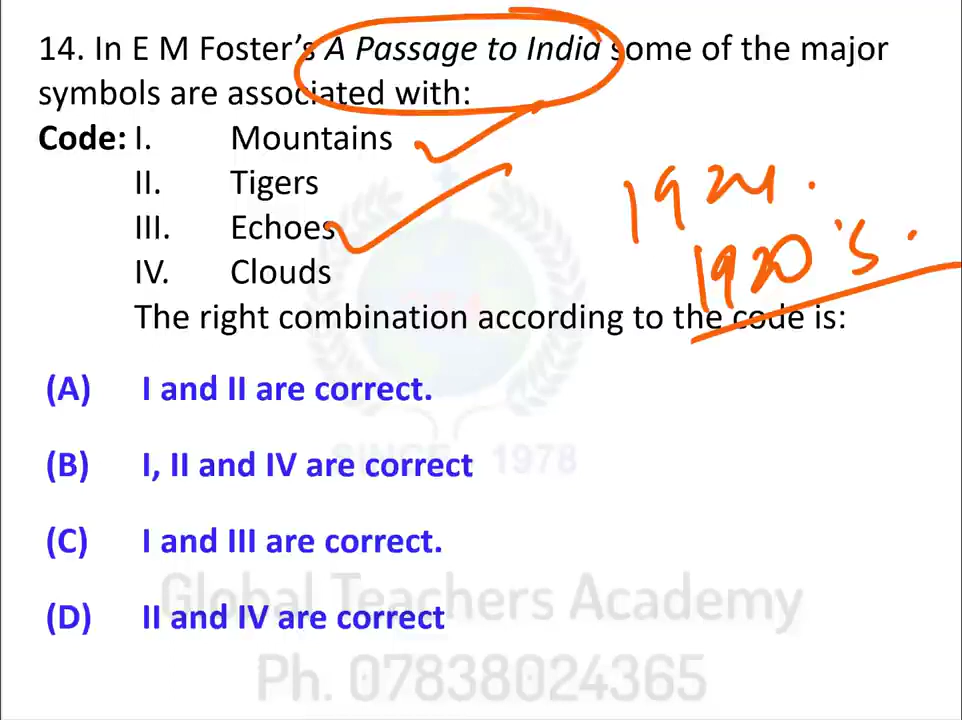 14. In E M Foster's A Passage to India some of the major
symbols are associated with:
Code: I. Mountains
II. Tigers
III. Echoes
IV. Clouds
The right combination according to the code is:
1924.
1920's.
(A) I and II are correct.
(B) I, II and IV are correct
(C) I and III are correct.
(D) II and IV are correct
SINCE 1978
Global Teachers Academy
Ph. 07838024365